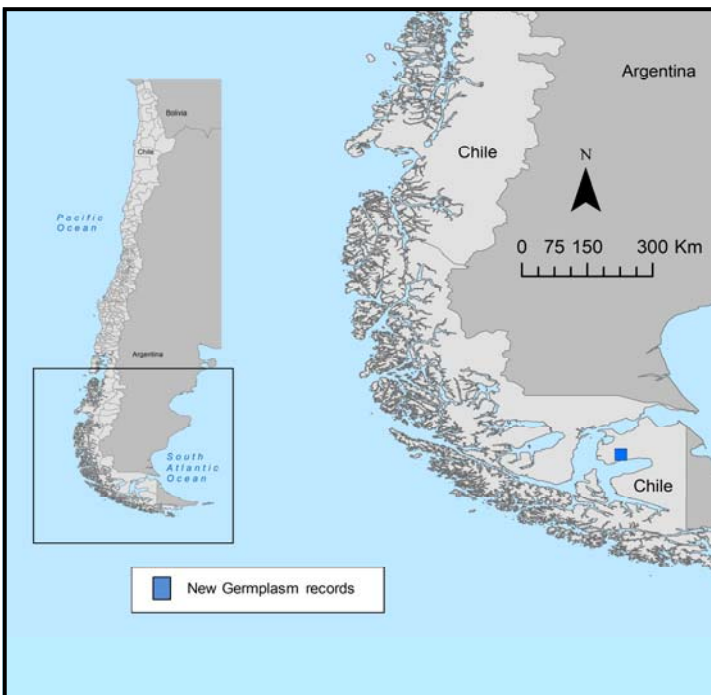 Bolivia
Chile
Pacific
Ocean
Argentina
South
Atlantic
Ocean
Argentina
Chile
N
0 75 150 300 Km
Chile
New Germplasm records